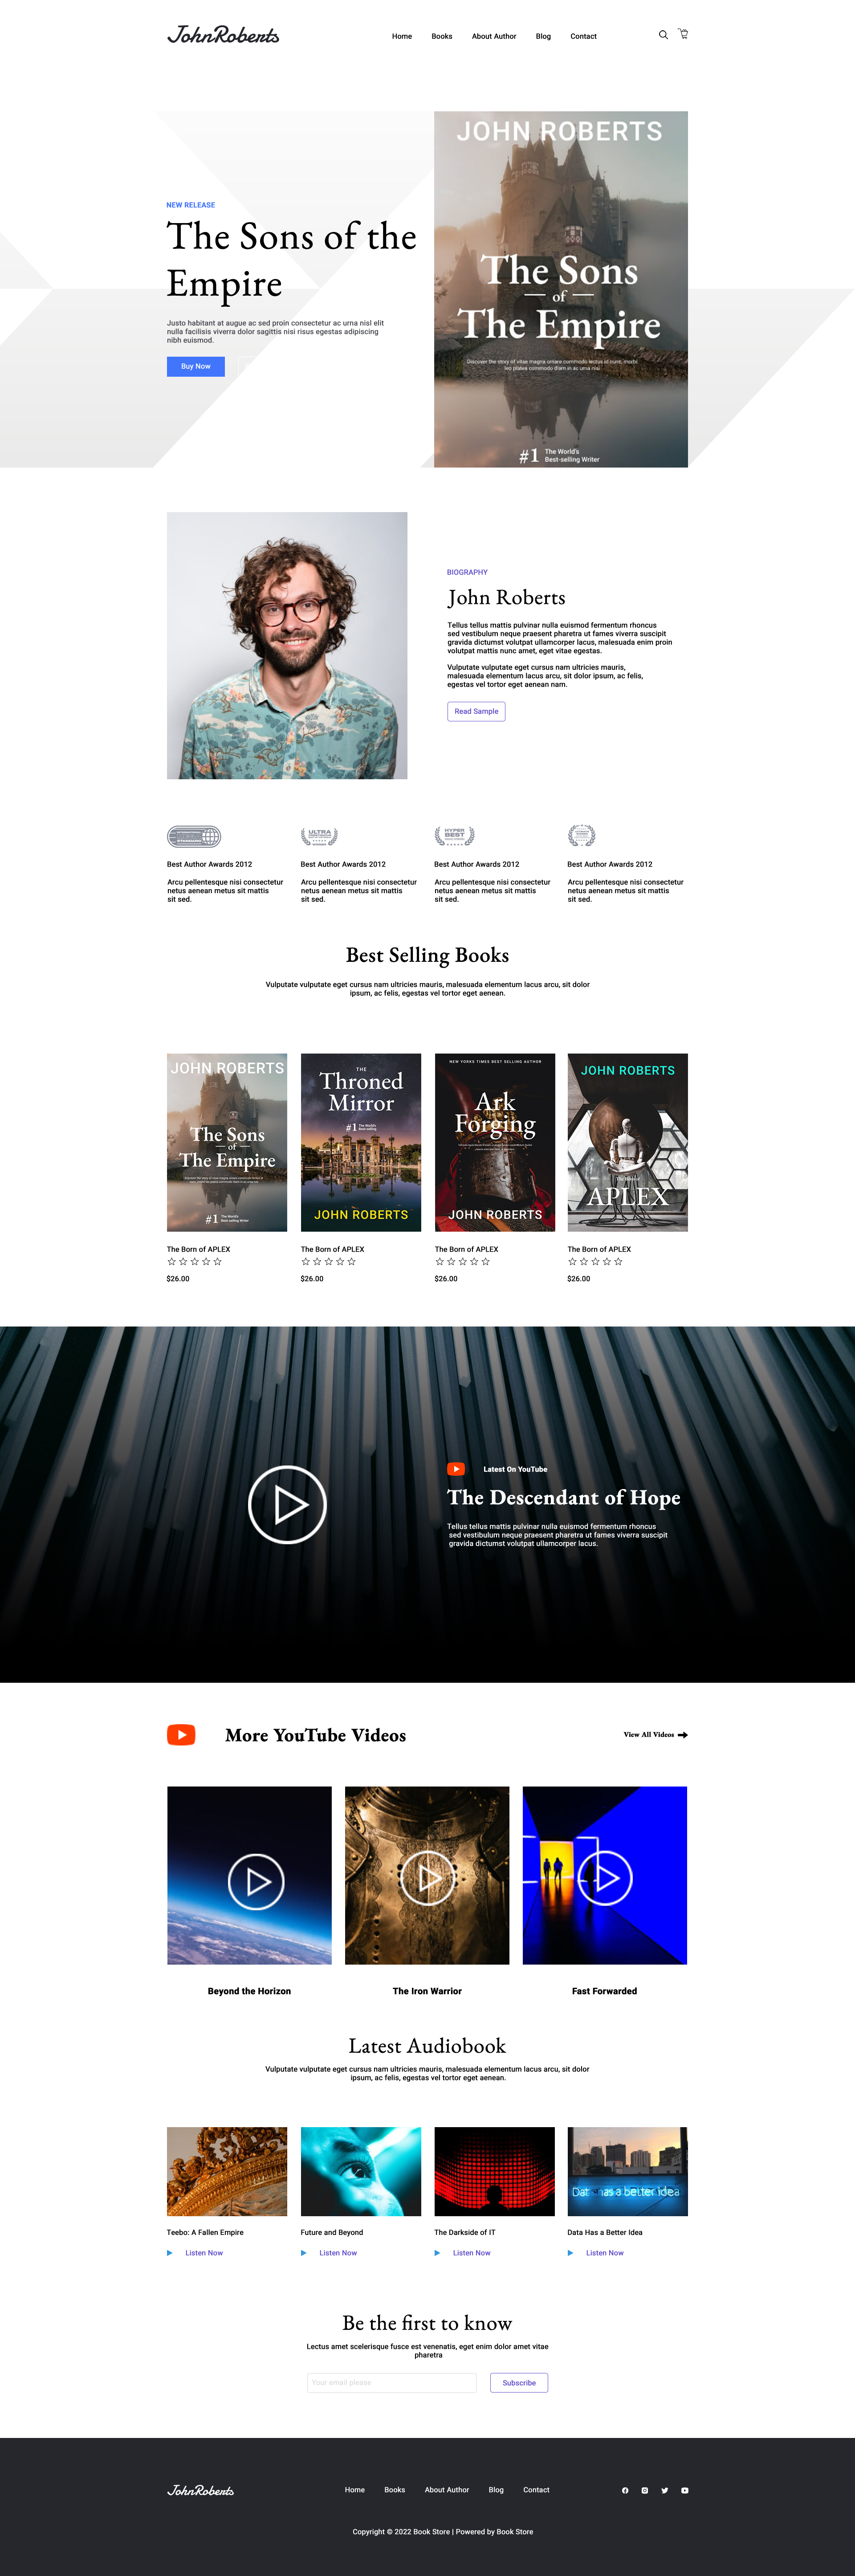 JohnRoberts
Home
Books
About Author
Blog
Contact
NEW RELEASE
The Sons of the
Empire
Justo habitant at augue ac sed proin consectetur ac urna nisl elit
nulla facilisis viverra dolor sagittis nisi risus egestas adipiscing
nibh euismod.
Buy Now
JOHN ROBERTS
The Sons
of
The Empire
Discover the story of vitae magna ornare commodo lectus at nunc, morbi
leo platea commodo diam in ac urna nisi
#1
The World's
Best-selling Writer
BIOGRAPHY
John Roberts
Tellus tellus mattis pulvinar nulla euismod fermentum rhoncus
sed vestibulum neque praesent pharetra ut fames viverra suscipit
gravida dictumst volutpat ullamcorper lacus, malesuada enim proin
volutpat mattis nunc amet, eget vitae egestas.
Vulputate vulputate eget cursus nam ultricies mauris,
malesuada elementum lacus arcu, sit dolor ipsum, ac felis,
egestas vel tortor eget aenean nam.
Read Sample
ULTRA
HYPER
BEST
Best Author Awards 2012
Best Author Awards 2012
Best Author Awards 2012
Best Author Awards 2012
Arcu pellentesque nisi consectetur
netus aenean metus sit mattis
sit sed.
Arcu pellentesque nisi consectetur
netus aenean metus sit mattis
sit sed.
Arcu pellentesque nisi consectetur
netus aenean metus sit mattis
sit sed.
Arcu pellentesque nisi consectetur
netus aenean metus sit mattis
sit sed.
Best Selling Books
Vulputate vulputate eget cursus nam ultricies mauris, malesuada elementum lacus arcu, sit dolor
ipsum, ac felis, egestas vel tortor eget aenean.
JOHN ROBERTS
The Sons
of
The Empire
#1
The World's
Best-selling Writer
THE
Throned
Mirror
#1
The World's
Best-selling
JOHN ROBERTS
NEW YORKS TIMES BEST SELLING AUTHOR
Ark
Forging
JOHN ROBERTS
JOHN ROBERTS
APLEX
The Born of APLEX
$26.00
The Born of APLEX
$26.00
The Born of APLEX
$26.00
The Born of APLEX
$26.00
Latest On YouTube
The Descendant of Hope
Tellus tellus mattis pulvinar nulla euismod fermentum rhoncus
sed vestibulum neque praesent pharetra ut fames viverra suscipit
gravida dictumst volutpat ullamcorper lacus.
More YouTube Videos
View All Videos
Beyond the Horizon
The Iron Warrior
Fast Forwarded
Latest Audiobook
Vulputate vulputate eget cursus nam ultricies mauris, malesuada elementum lacus arcu, sit dolor
ipsum, ac felis, egestas vel tortor eget aenean.
has a better idea
Teebo: A Fallen Empire
Listen Now
Future and Beyond
Listen Now
The Darkside of IT
Listen Now
Data Has a Better Idea
Listen Now
Be the first to know
Lectus amet scelerisque fusce est venenatis, eget enim dolor amet vitae
pharetra
Your email please
Subscribe
JohnRoberts
Home
Books
About Author
Blog
Contact
Copyright © 2022 Book Store | Powered by Book Store